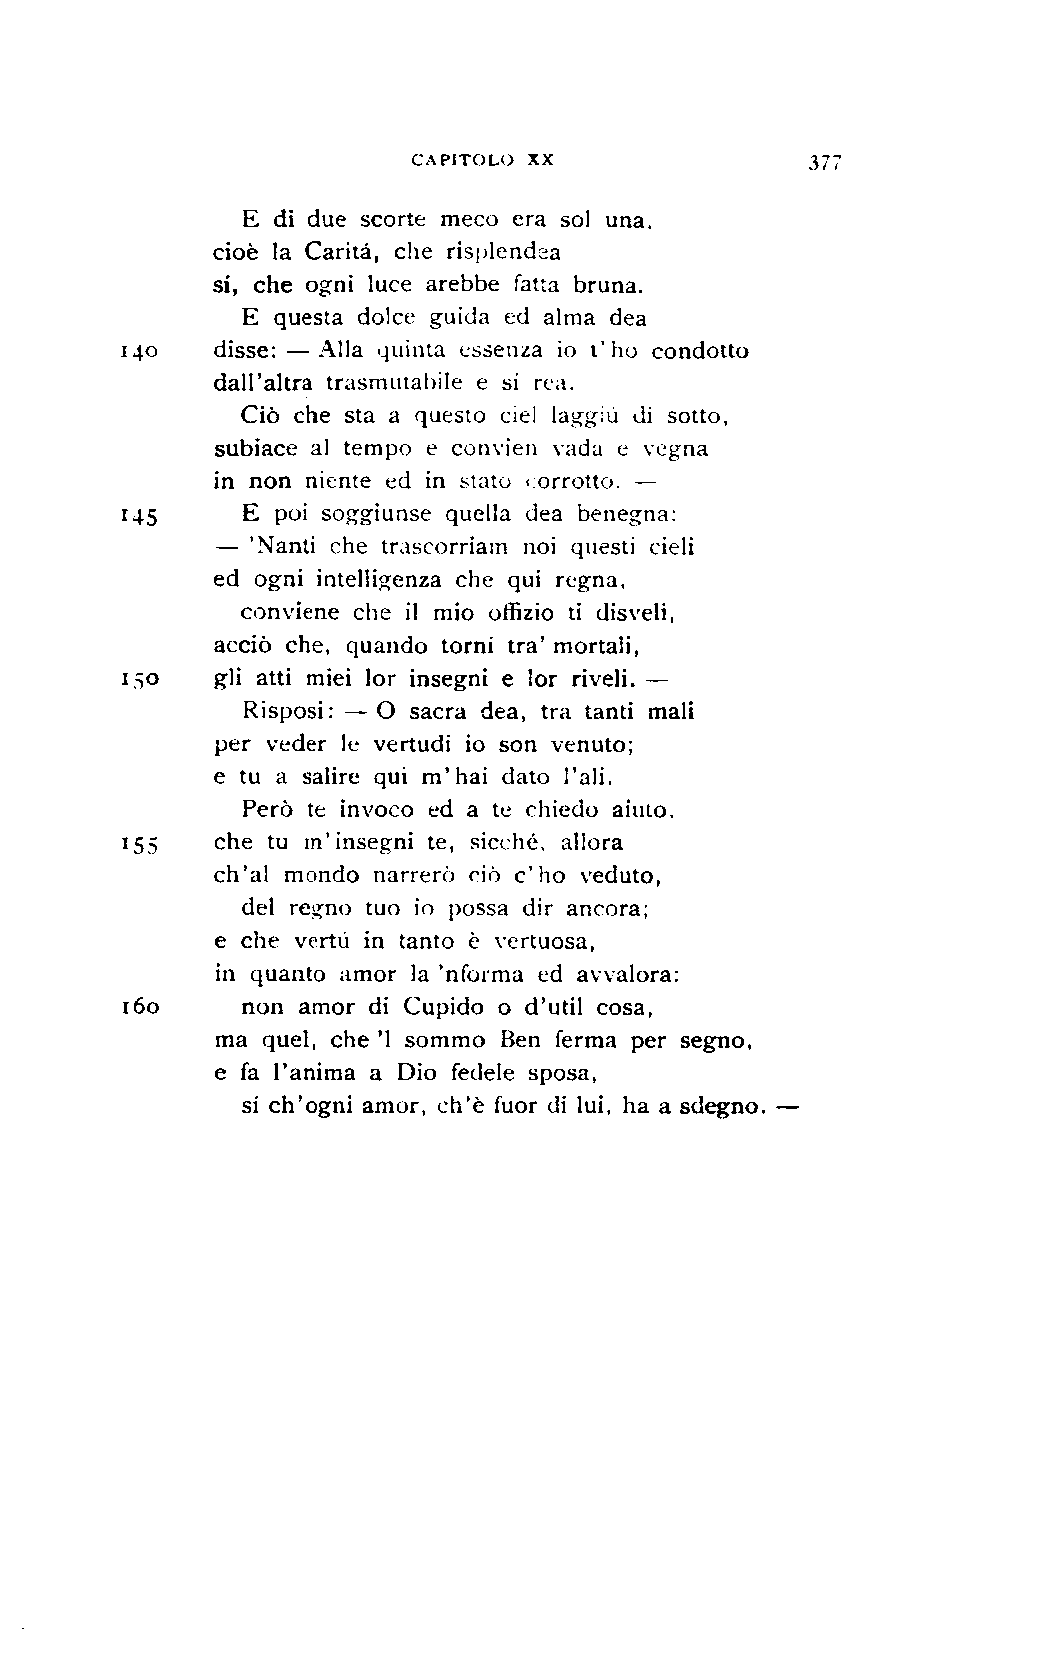 CAPITOLO XX 377
E di due scorte meco era sol una,
cioè la Caritá, che risplendea
sí, che ogni luce arebbe fatta bruna.
E questa dolce guida ed alma dea
140 disse: — Alla quinta essenza io t'ho condotto
dall'altra trasmutabile e sí rea.
Ciò che sta a questo ciel laggiú di sotto,
subiace al tempo e convien vada e vegna
in non niente ed in stato corrotto. —
145 E poi soggiunse quella dea benegna:
— 'Nanti che trascorriam noi questi cieli
ed ogni intelligenza che qui regna,
conviene che il mio offizio ti disveli,
acciò che, quando torni tra' mortali,
150 gli atti miei lor insegni e lor riveli. —
Risposi: — O sacra dea, tra tanti mali
per veder le vertudi io son venuto;
e tu a salire qui m'hai dato l'ali.
Però te invoco ed a te chiedo aiuto,
155 che tu m'insegni te, sicché, allora
ch'al mondo narrerò ciò c'ho veduto,
del regno tuo io possa dir ancora;
e che vertú in tanto è vertuosa,
in quanto amor la 'nforma ed avvalora:
160 non amor di Cupido o d'util cosa,
ma quel, che 'l sommo Ben ferma per segno,
e fa l'anima a Dio fedele sposa,
sí ch'ogni amor, ch'è fuor di lui, ha a sdegno. —